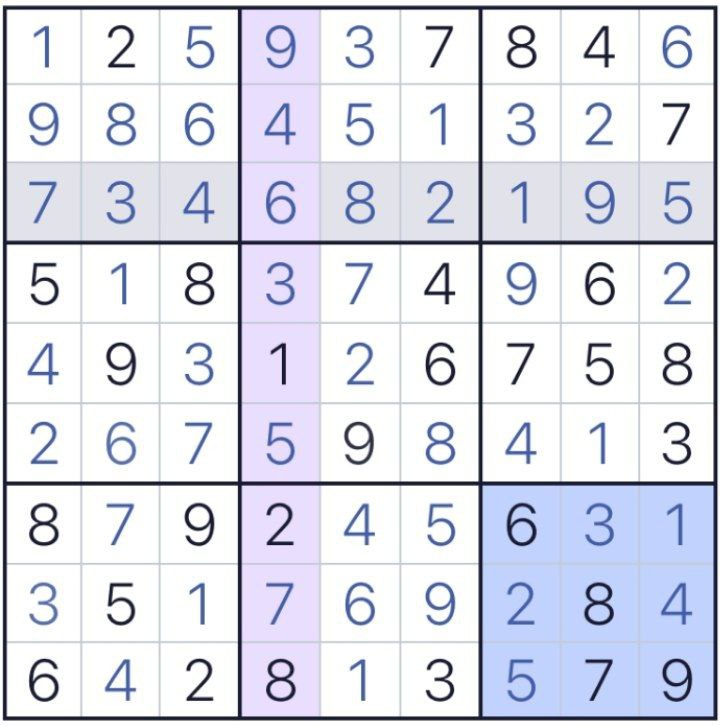 1 2 5 9 3 7 8 4 6
9 8 6 4 5 1 3 2 7
7 3 4 6 8 2 1 9 5
5 1 8 3 7 4 9 6 2
4 9 3 1 2 6 7 5 8
2 6 7 5 9 8 4 1 3
8 7 9 2 4 5 6 3 1
3 5 1 7 6 9 2 8 4
6 4 2 8 1 3 5 7 9